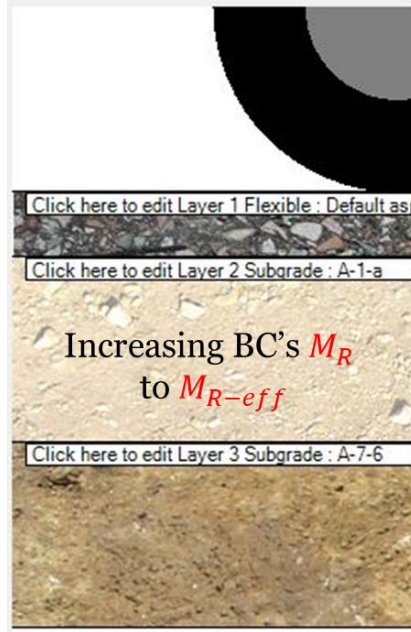 Click here to edit Layer 1 Flexible : Default as
Click here to edit Layer 2 Subgrade : A-1-a
Increasing BC's M_R
to M_{R-eff}
Click here to edit Layer 3 Subgrade : A-7-6